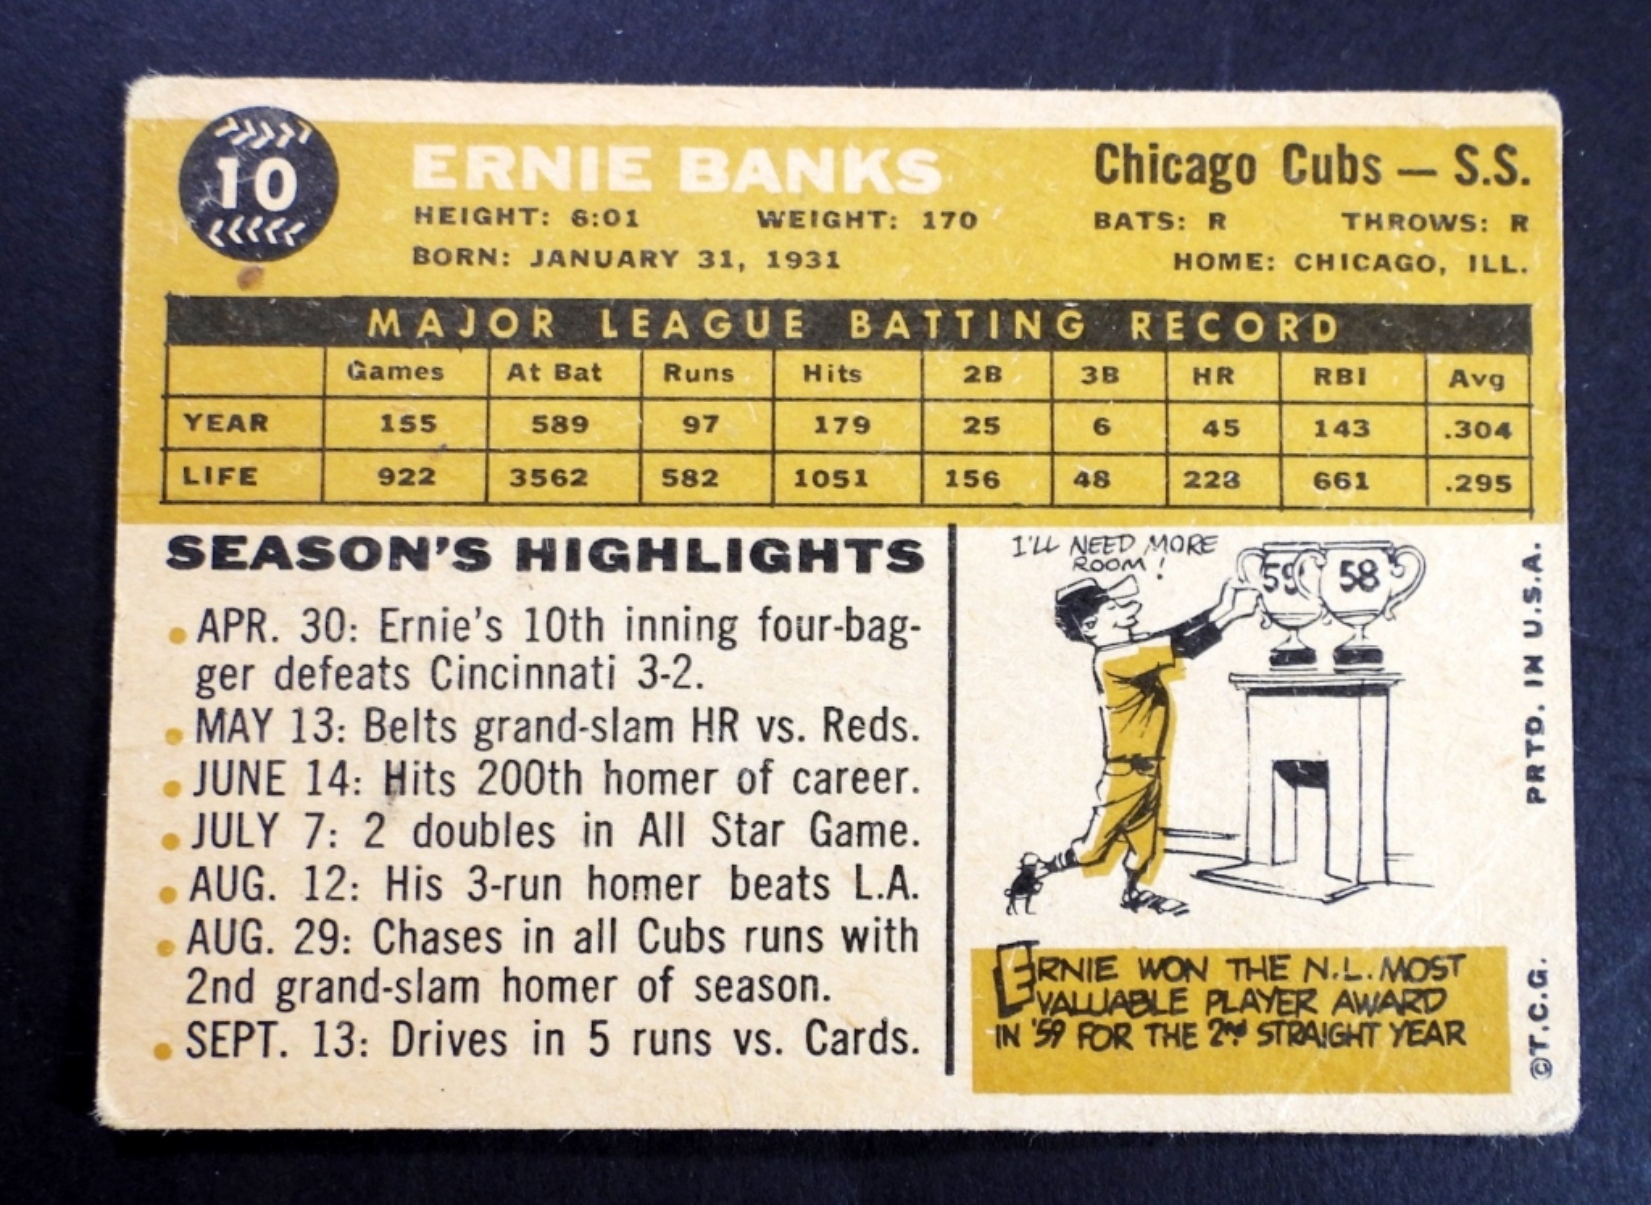 10
ERNIE BANKS
Chicago Cubs — S.S.
HEIGHT: 6:01 WEIGHT: 170 BATS: R THROWS: R
BORN: JANUARY 31, 1931 HOME: CHICAGO, ILL.
MAJOR LEAGUE BATTING RECORD
Games At Bat Runs Hits 2B 3B HR RBI Avg
YEAR 155 589 97 179 25 6 45 143 .304
LIFE 922 3562 582 1051 156 48 228 661 .295
SEASON'S HIGHLIGHTS
• APR. 30: Ernie's 10th inning four-bag-
ger defeats Cincinnati 3-2.
• MAY 13: Belts grand-slam HR vs. Reds.
• JUNE 14: Hits 200th homer of career.
• JULY 7: 2 doubles in All Star Game.
• AUG. 12: His 3-run homer beats L.A.
• AUG. 29: Chases in all Cubs runs with
2nd grand-slam homer of season.
• SEPT. 13: Drives in 5 runs vs. Cards.
I'LL NEED MORE
ROOM!
59 58
ERNIE WON THE N.L. MOST
VALUABLE PLAYER AWARD
IN '59 FOR THE 2ND STRAIGHT YEAR
PRTD. IN U.S.A.
©T.C.G.